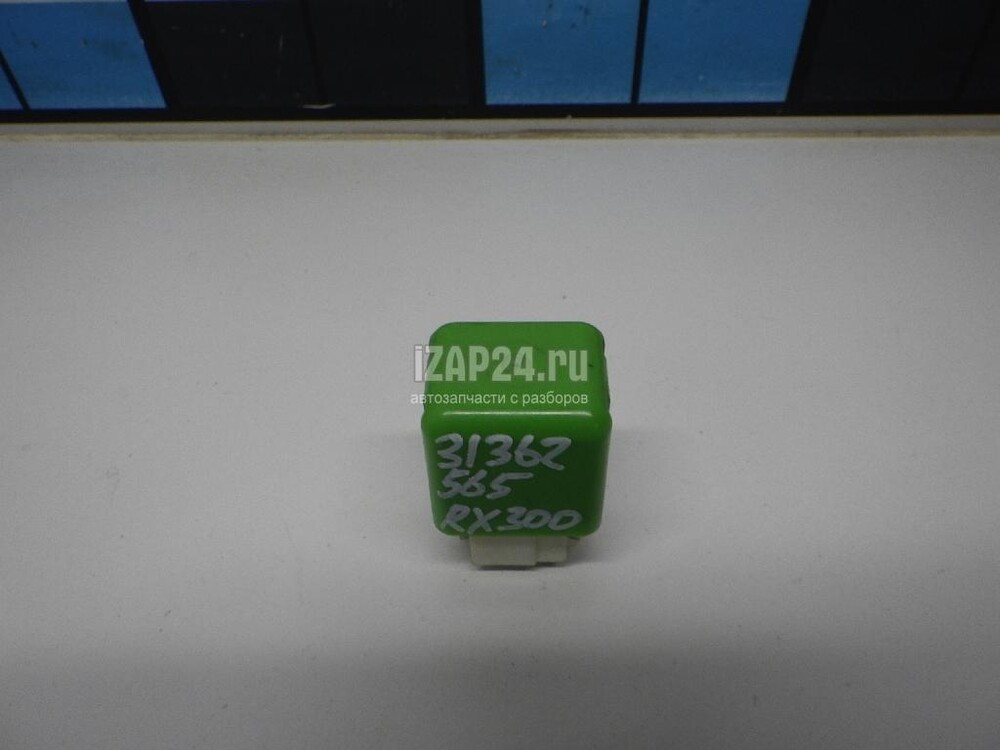 iZAP24.ru
автозапчасти с разборов
31362
565
RX300